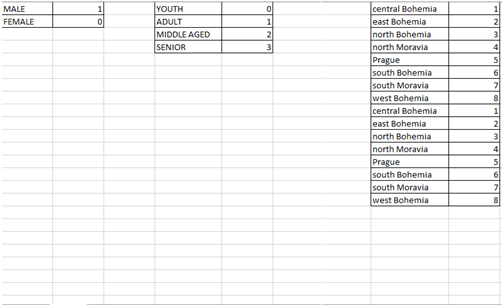 MALE 1 YOUTH 0 central Bohemia 1
FEMALE 0 ADULT 1 east Bohemia 2
MIDDLE AGED 2 north Bohemia 3
SENIOR 3 north Moravia 4
Prague 5
south Bohemia 6
south Moravia 7
west Bohemia 8
central Bohemia 1
east Bohemia 2
north Bohemia 3
north Moravia 4
Prague 5
south Bohemia 6
south Moravia 7
west Bohemia 8